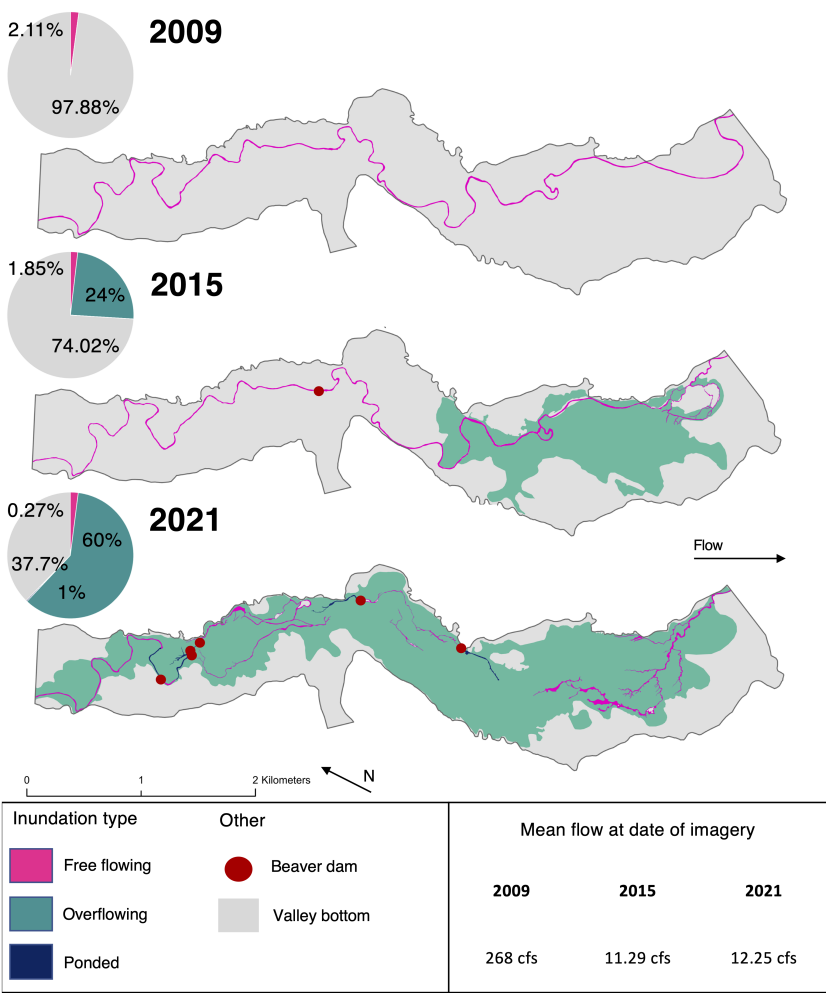 2.11%
2009
97.88%
1.85%
2015
24%
74.02%
0.27%
2021
60%
37.7%
1%
Flow
0 1 2 Kilometers
N
Inundation type
Other
Free flowing
Beaver dam
Overflowing
Valley bottom
Ponded
Mean flow at date of imagery
2009 2015 2021
268 cfs 11.29 cfs 12.25 cfs